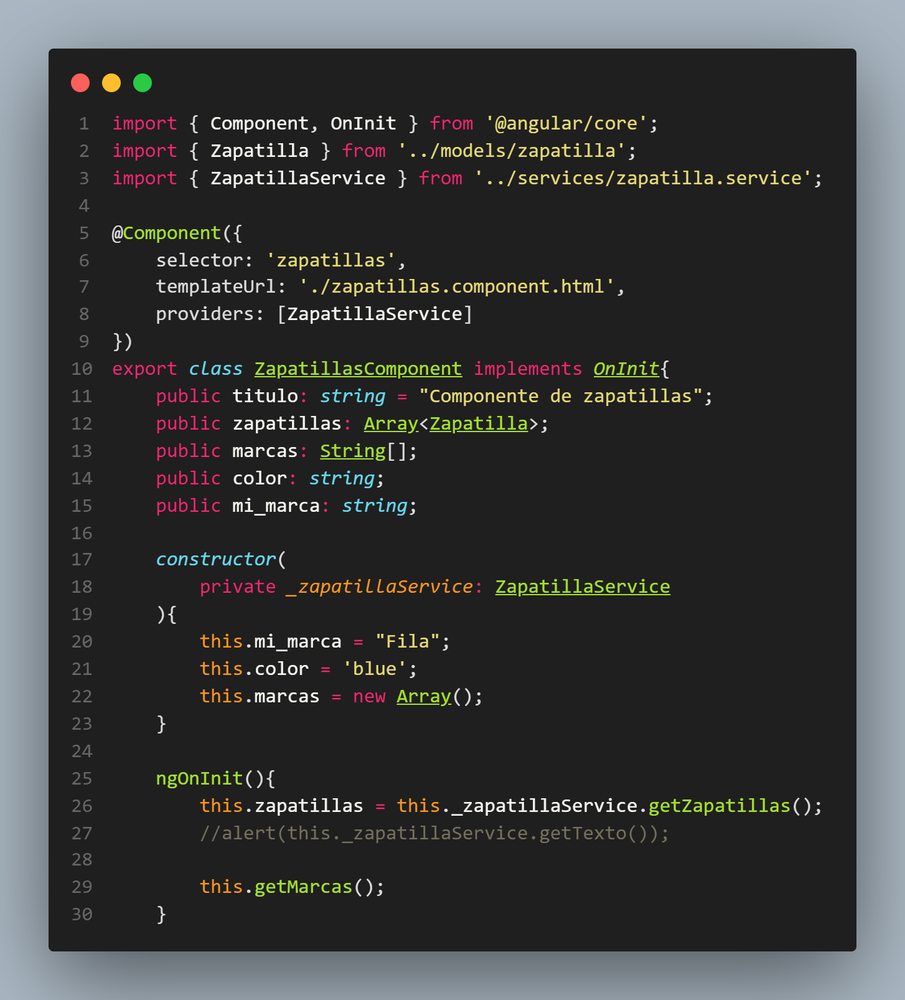 1 import { Component, OnInit } from '@angular/core';
2 import { Zapatilla } from '../models/zapatilla';
3 import { ZapatillaService } from '../services/zapatilla.service';
4
5 @Component({
6     selector: 'zapatillas',
7     templateUrl: './zapatillas.component.html',
8     providers: [ZapatillaService]
9 })
10 export class ZapatillasComponent implements OnInit{
11     public titulo: string = "Componente de zapatillas";
12     public zapatillas: Array<Zapatilla>;
13     public marcas: String[];
14     public color: string;
15     public mi_marca: string;
16
17     constructor(
18         private _zapatillaService: ZapatillaService
19     ){
20         this.mi_marca = "Fila";
21         this.color = 'blue';
22         this.marcas = new Array();
23     }
24
25     ngOnInit(){
26         this.zapatillas = this._zapatillaService.getZapatillas();
27         //alert(this._zapatillaService.getTexto());
28
29         this.getMarcas();
30     }